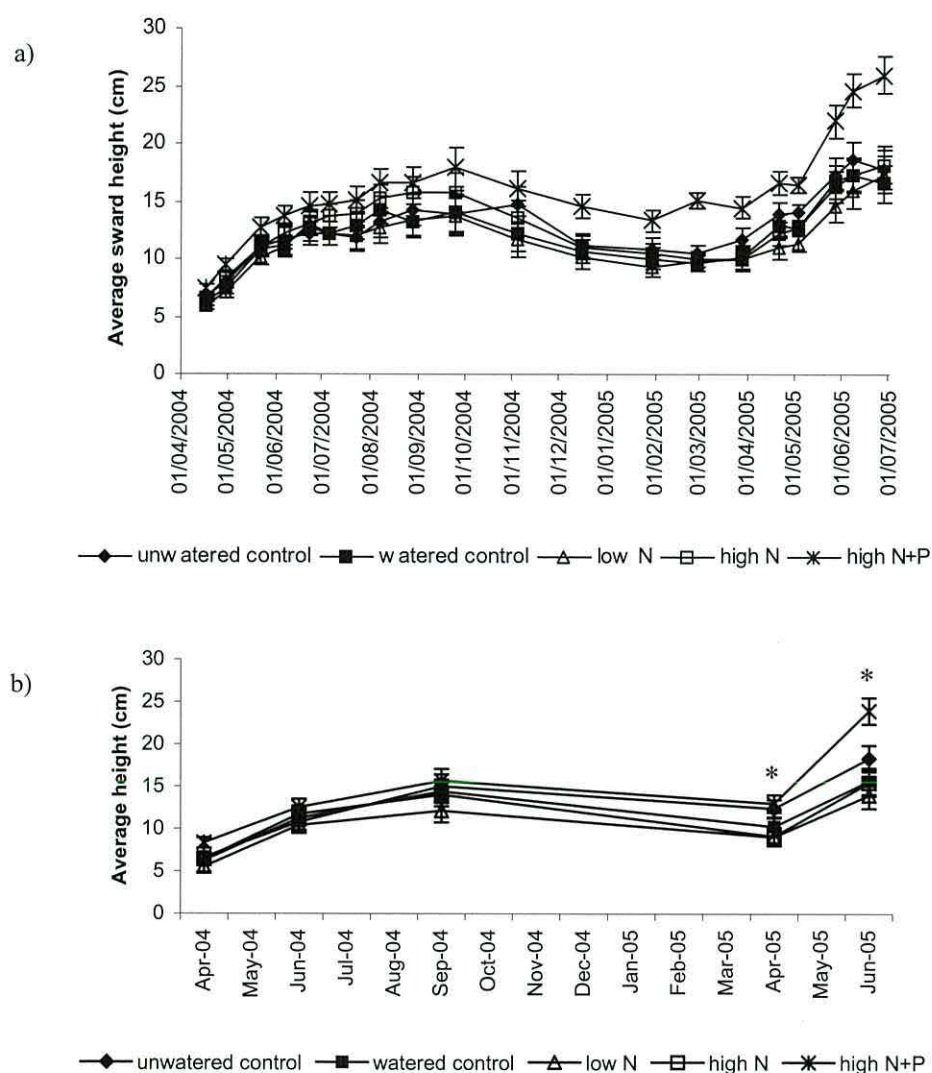 a)
Average sward height (cm)
30
25
20
15
10
5
0
01/04/2004
01/05/2004
01/06/2004
01/07/2004
01/08/2004
01/09/2004
01/10/2004
01/11/2004
01/12/2004
01/01/2005
01/02/2005
01/03/2005
01/04/2005
01/05/2005
01/06/2005
01/07/2005
unw atered control w atered control low N high N high N+P
b)
Average height (cm)
30
25
20
15
10
5
0
* *
Apr-04
May-04
Jun-04
Jul-04
Aug-04
Sep-04
Oct-04
Nov-04
Dec-04
Jan-05
Feb-05
Mar-05
Apr-05
May-05
Jun-05
unwatered control watered control low N high N high N+P